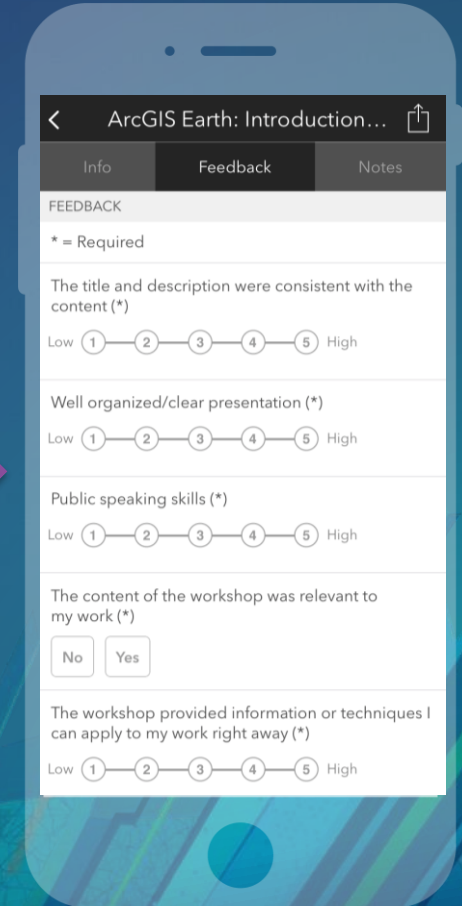 ArcGIS Earth: Introduction...
Info Feedback Notes
FEEDBACK
* = Required
The title and description were consistent with the
content (*)
Low 1 2 3 4 5 High
Well organized/clear presentation (*)
Low 1 2 3 4 5 High
Public speaking skills (*)
Low 1 2 3 4 5 High
The content of the workshop was relevant to
my work (*)
No Yes
The workshop provided information or techniques I
can apply to my work right away (*)
Low 1 2 3 4 5 High